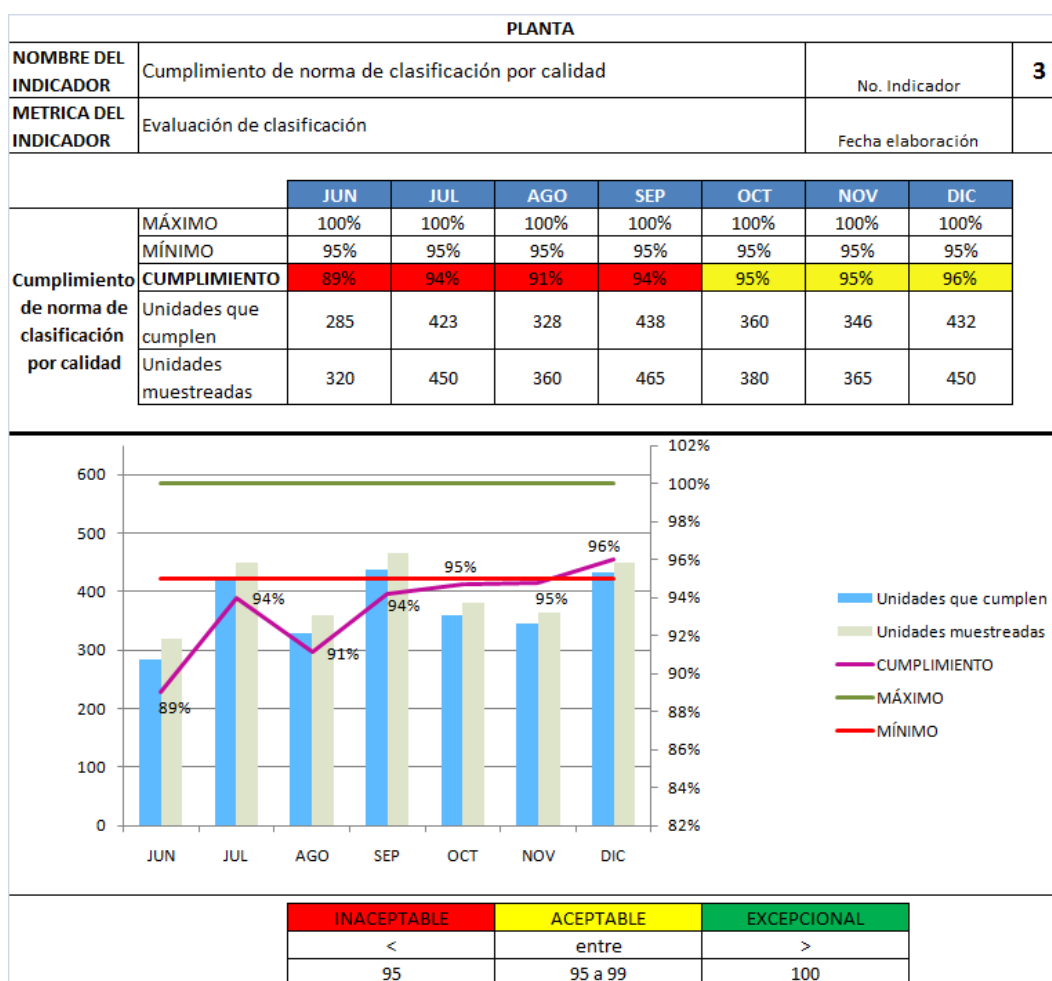 PLANTA
NOMBRE DEL INDICADOR Cumplimiento de norma de clasificación por calidad No. Indicador 3
METRICA DEL INDICADOR Evaluación de clasificación Fecha elaboración
JUN JUL AGO SEP OCT NOV DIC
Cumplimiento de norma de clasificación por calidad
MÁXIMO 100% 100% 100% 100% 100% 100% 100%
MÍNIMO 95% 95% 95% 95% 95% 95% 95%
CUMPLIMIENTO 89% 94% 91% 94% 95% 95% 96%
Unidades que cumplen 285 423 328 438 360 346 432
Unidades muestreadas 320 450 360 465 380 365 450
600
500
400
300
200
100
0
102%
100%
98%
96%
94%
92%
90%
88%
86%
84%
82%
89%
94%
91%
94%
95%
95%
96%
JUN JUL AGO SEP OCT NOV DIC
Unidades que cumplen
Unidades muestreadas
CUMPLIMIENTO
MÁXIMO
MÍNIMO
INACEPTABLE ACEPTABLE EXCEPCIONAL
< entre >
95 95 a 99 100